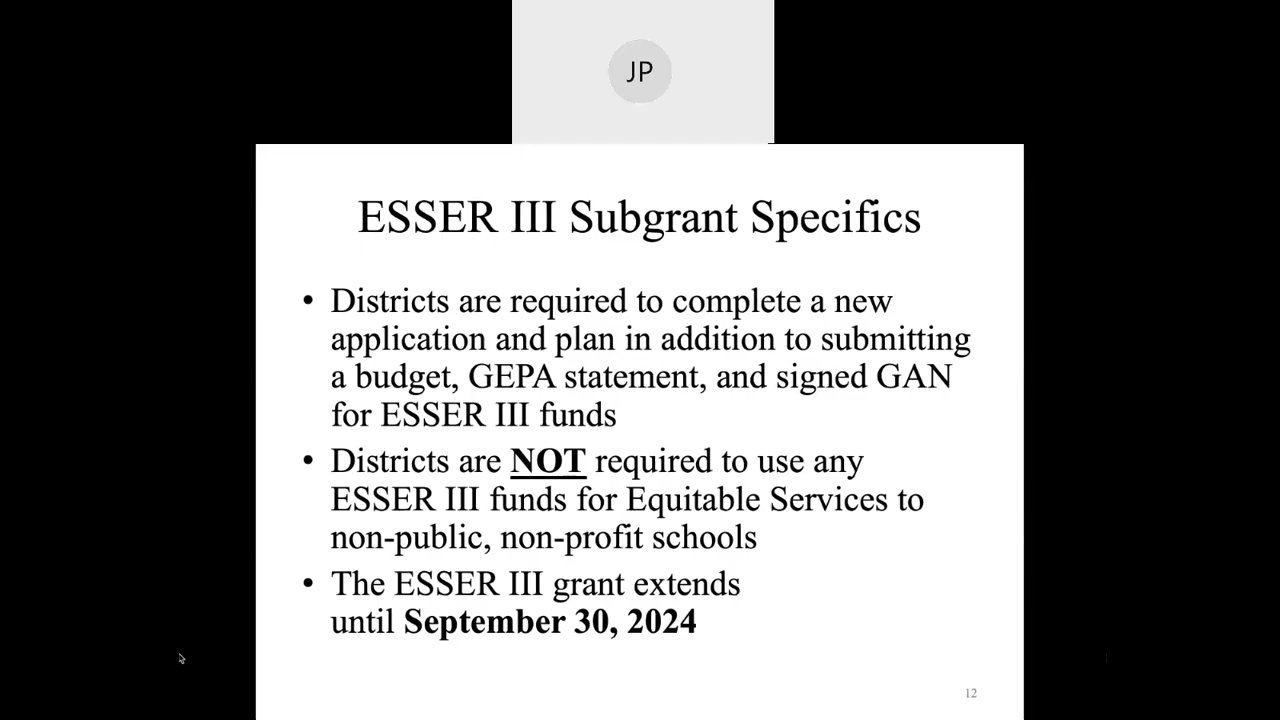 JP
ESSER III Subgrant Specifics
• Districts are required to complete a new
application and plan in addition to submitting
a budget, GEPA statement, and signed GAN
for ESSER III funds
• Districts are NOT required to use any
ESSER III funds for Equitable Services to
non-public, non-profit schools
• The ESSER III grant extends
until September 30, 2024
12